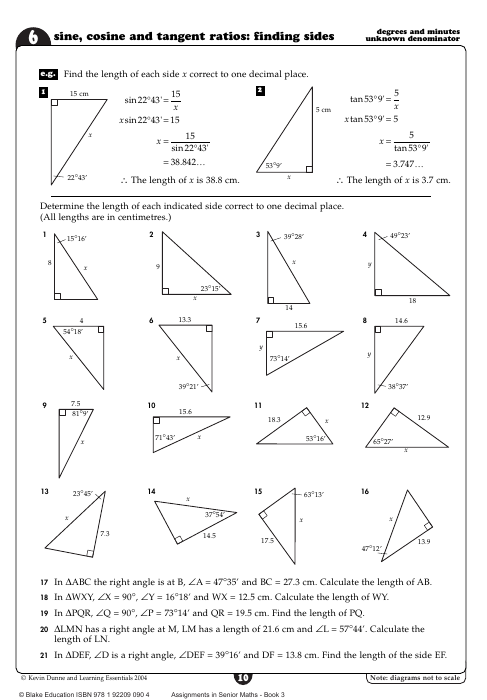 6 sine, cosine and tangent ratios: finding sides
degrees and minutes
unknown denominator
e.g. Find the length of each side x correct to one decimal place.
1
15 cm
x
22°43'
sin 22°43' = 15/x
x sin 22°43' = 15
x = 15/sin 22°43'
= 38.842…
∴ The length of x is 38.8 cm.
2
5 cm
53°9'
x
tan 53°9' = 5/x
x tan 53°9' = 5
x = 5/tan 53°9'
= 3.747…
∴ The length of x is 3.7 cm.
Determine the length of each indicated side correct to one decimal place.
(All lengths are in centimetres.)
1 15°16' 8 x
2 9 23°15' x
3 39°28' x 14
4 49°23' y 18
5 4 54°18' x
6 13.3 x 39°21'
7 15.6 y 73°14'
8 14.6 y 38°37'
9 7.5 81°9' x
10 15.6 71°43' x
11 18.3 x 53°16'
12 12.9 65°27' x
13 23°45' x 7.3
14 x 37°54' 14.5
15 63°13' x 17.5
16 x 47°12' 13.9
17 In ΔABC the right angle is at B, ∠A = 47°35' and BC = 27.3 cm. Calculate the length of AB.
18 In ΔWXY, ∠X = 90°, ∠Y = 16°18' and WX = 12.5 cm. Calculate the length of WY.
19 In ΔPQR, ∠Q = 90°, ∠P = 73°14' and QR = 19.5 cm. Find the length of PQ.
20 ΔLMN has a right angle at M, LM has a length of 21.6 cm and ∠L = 57°44'. Calculate the
length of LN.
21 In ΔDEF, ∠D is a right angle, ∠DEF = 39°16' and DF = 13.8 cm. Find the length of the side EF.
© Kevin Dunne and Learning Essentials 2004
10
Note: diagrams not to scale
© Blake Education ISBN 978 1 92209 090 4 Assignments in Senior Maths - Book 3